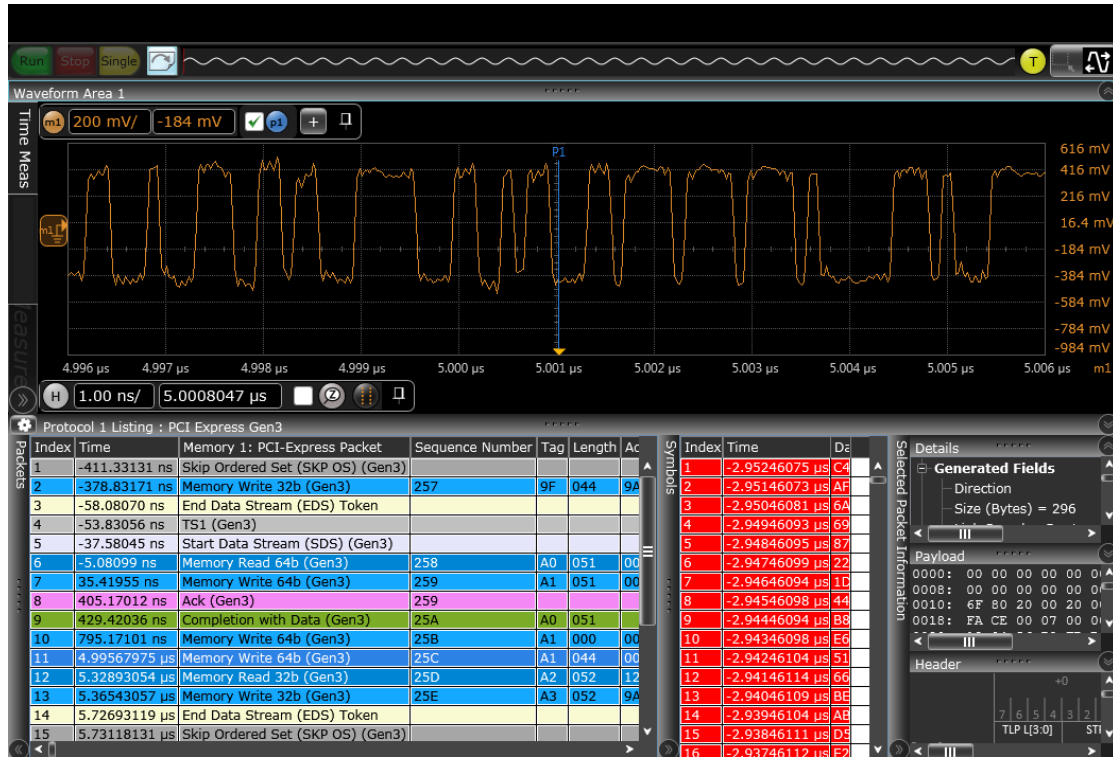 Run Stop Single T
Waveform Area 1
Time Meas
m1 200 mV/ -184 mV p1 +
P1
616 mV
416 mV
216 mV
16.4 mV
-184 mV
-384 mV
-584 mV
-784 mV
-984 mV
m1
4.996 µs 4.997 µs 4.998 µs 4.999 µs 5.000 µs 5.001 µs 5.002 µs 5.003 µs 5.004 µs 5.005 µs 5.006 µs m1
H 1.00 ns/ 5.0008047 µs Z
Protocol 1 Listing : PCI Express Gen3
Packets
Index Time Memory 1: PCI-Express Packet Sequence Number Tag Length
1 -411.33131 ns Skip Ordered Set (SKP OS) (Gen3)
2 -378.83171 ns Memory Write 32b (Gen3) 257 9F 044 9A
3 -58.08070 ns End Data Stream (EDS) Token
4 -53.83056 ns TS1 (Gen3)
5 -37.58045 ns Start Data Stream (SDS) (Gen3)
6 -5.08099 ns Memory Read 64b (Gen3) 258 A0 051 00
7 35.41955 ns Memory Write 64b (Gen3) 259 A1 051 00
8 405.17012 ns Ack (Gen3) 259
9 429.42036 ns Completion with Data (Gen3) 25A A0 051
10 795.17101 ns Memory Write 64b (Gen3) 25B A1 000 00
11 4.99567975 µs Memory Write 64b (Gen3) 25C A1 044 00
12 5.32893054 µs Memory Read 32b (Gen3) 25D A2 052 12
13 5.36543057 µs Memory Write 32b (Gen3) 25E A3 052 9A
14 5.72693119 µs End Data Stream (EDS) Token
15 5.73118131 µs Skip Ordered Set (SKP OS) (Gen3)
Symbols
Index Time Da
1 -2.95246075 µs C4
2 -2.95146073 µs AF
3 -2.95046081 µs 6A
4 -2.94946093 µs 69
5 -2.94846095 µs 87
6 -2.94746099 µs 22
7 -2.94646094 µs 1D
8 -2.94546098 µs 44
9 -2.94446094 µs B8
10 -2.94346098 µs E6
11 -2.94246104 µs 51
12 -2.94146114 µs 66
13 -2.94046109 µs BE
14 -2.93946104 µs AB
15 -2.93846111 µs D5
16 -2.93746112 µs E2
Selected Packet Information
Details
Generated Fields
Direction
Size (Bytes) = 296
Payload
0000: 00 00 00 00 00
0008: 00 00 00 00 00
0010: 6F 80 20 00 20
0018: FA CE 00 07 00
Header
+0
7 6 5 4 3 2
TLP L[3:0]